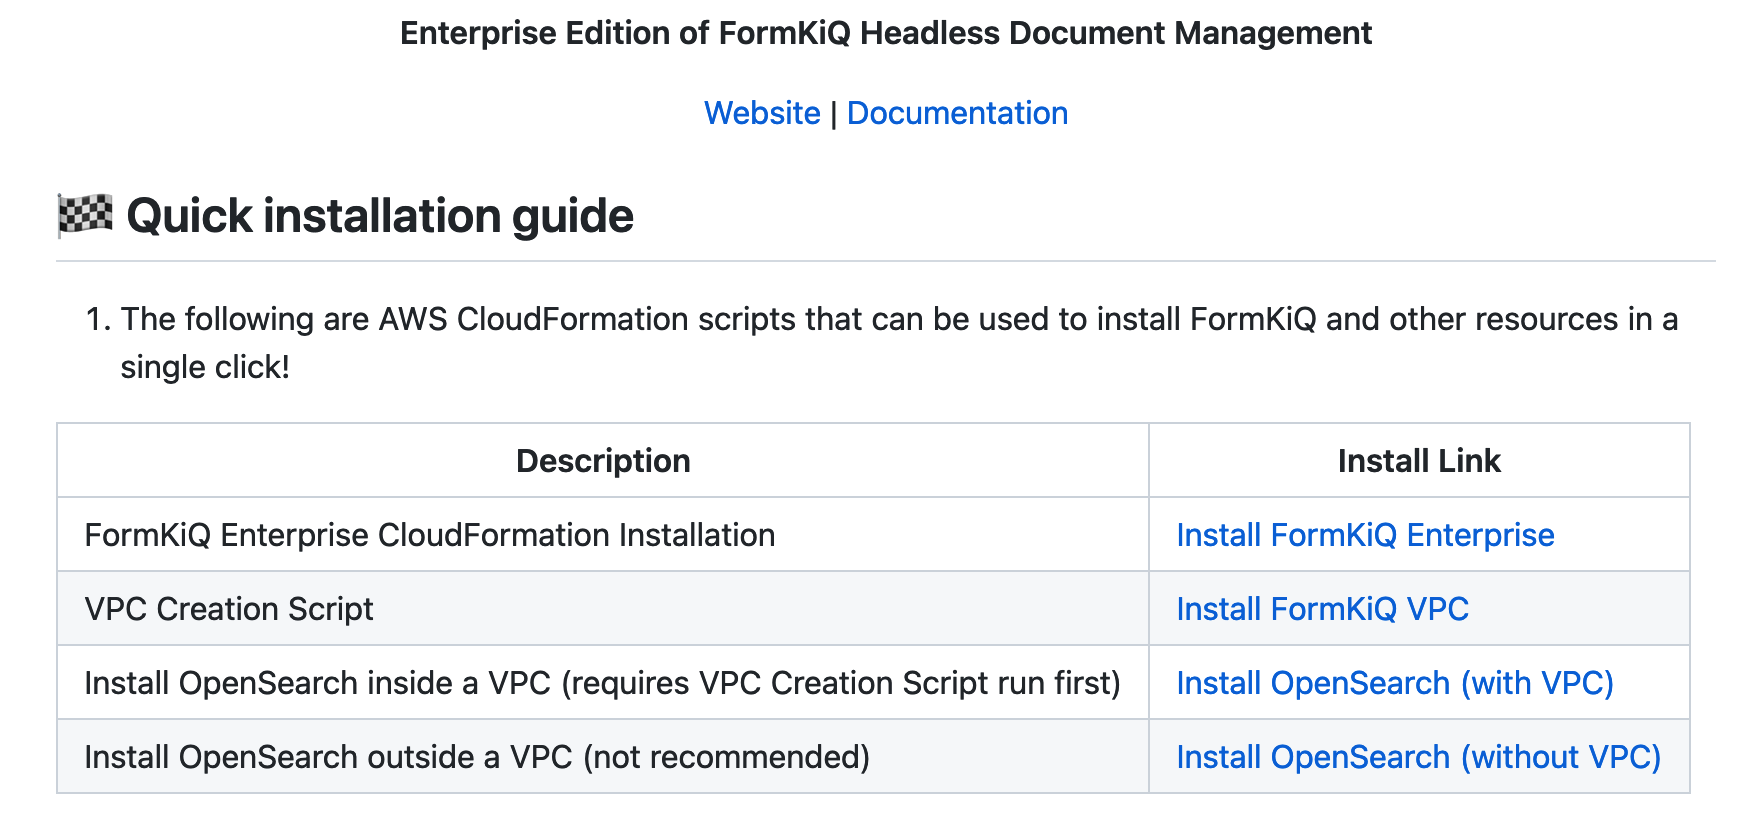 Enterprise Edition of FormKiQ Headless Document Management
Website | Documentation
Quick installation guide
1. The following are AWS CloudFormation scripts that can be used to install FormKiQ and other resources in a
single click!
Description Install Link
FormKiQ Enterprise CloudFormation Installation Install FormKiQ Enterprise
VPC Creation Script Install FormKiQ VPC
Install OpenSearch inside a VPC (requires VPC Creation Script run first) Install OpenSearch (with VPC)
Install OpenSearch outside a VPC (not recommended) Install OpenSearch (without VPC)